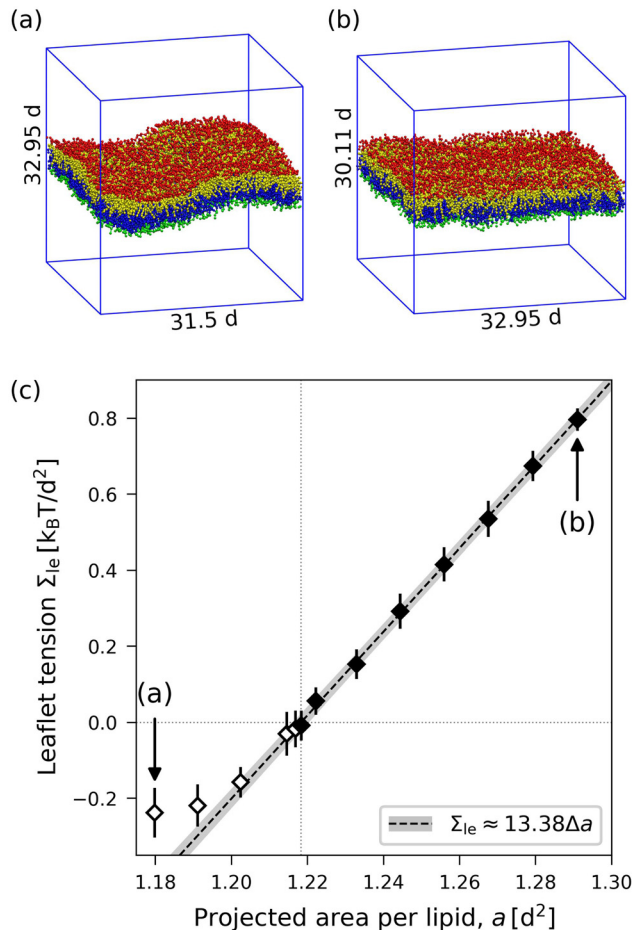 (a)
(b)
32.95 d
31.5 d
30.11 d
32.95 d
(c)
Leaflet tension Σ_le [k_BT/d²]
0.8
0.6
0.4
0.2
0.0
−0.2
(a)
(b)
Σ_le ≈ 13.38Δa
1.18
1.20
1.22
1.24
1.26
1.28
1.30
Projected area per lipid, a [d²]